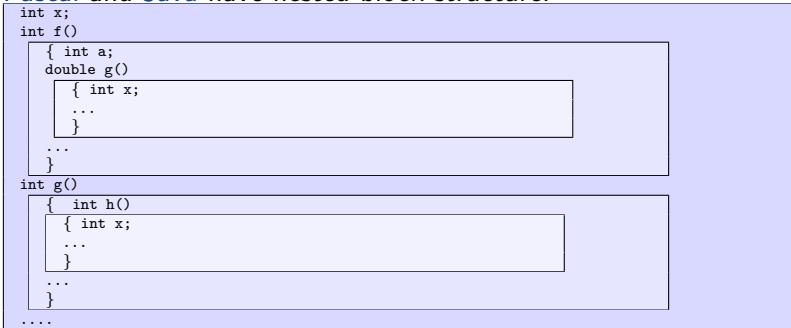 Pascal and Java have nested block structure.
int x;
int f()
{ int a;
double g()
{ int x;
...
}
...
}
int g()
{ int h()
{ int x;
...
}
...
}
....